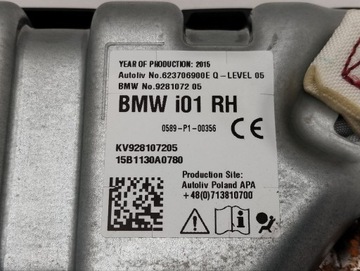 YEAR OF PRODUCTION: 2015
Autoliv No.623706900E Q-LEVEL 05
BMW No.9281072 05
BMW i01 RH
0589-P1-00356
CE
KV928107205
15B1130A0780
Production Site:
Autoliv Poland APA
+48(0)713810700